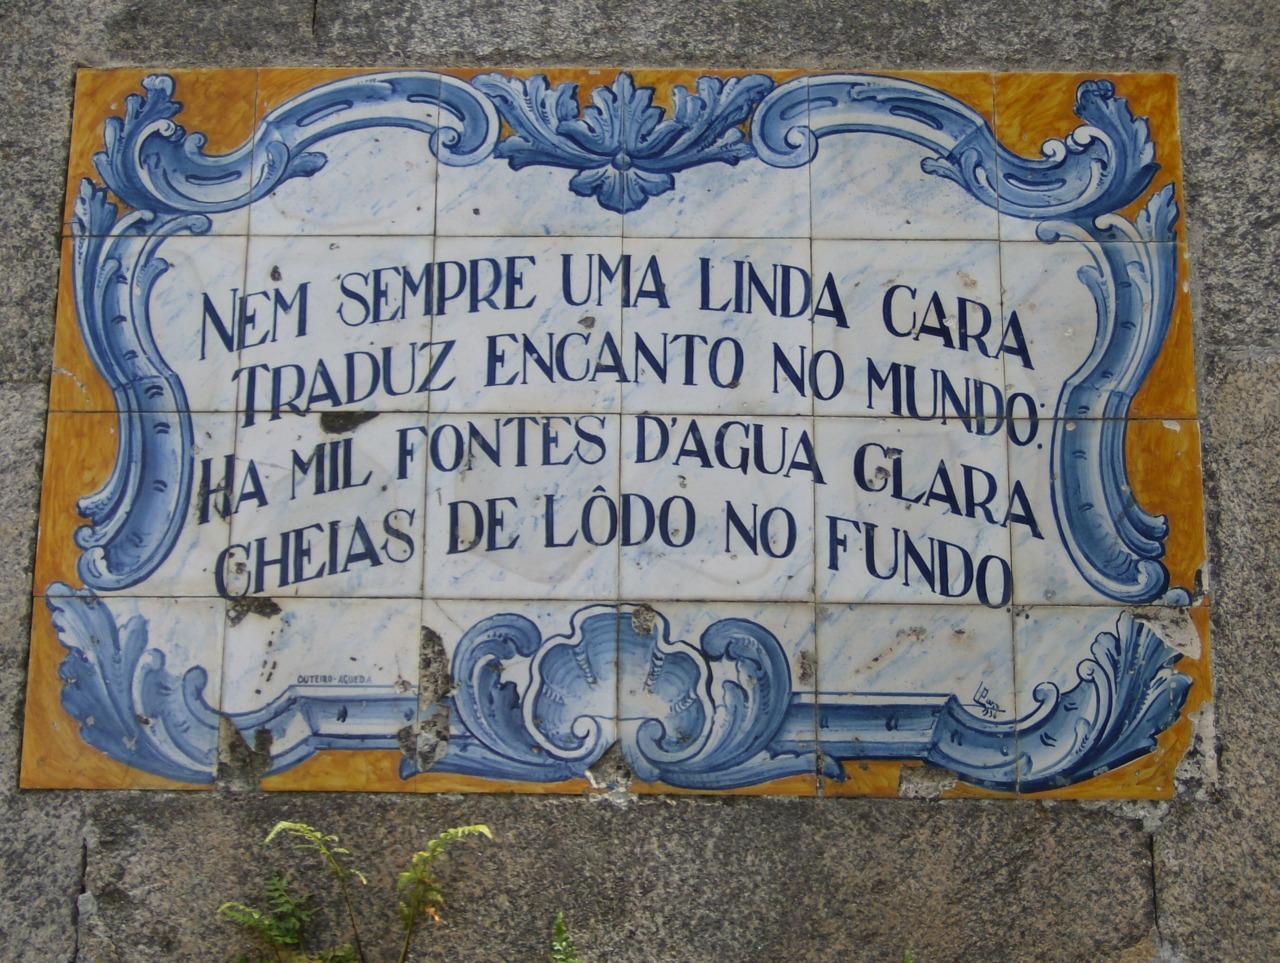 NEM SEMPRE UMA LINDA CARA
TRADUZ ENCANTO NO MUNDO:
HA MIL FONTES D'AGUA CLARA
CHEIAS DE LÔDO NO FUNDO
OUTEIRO-AGUEDA